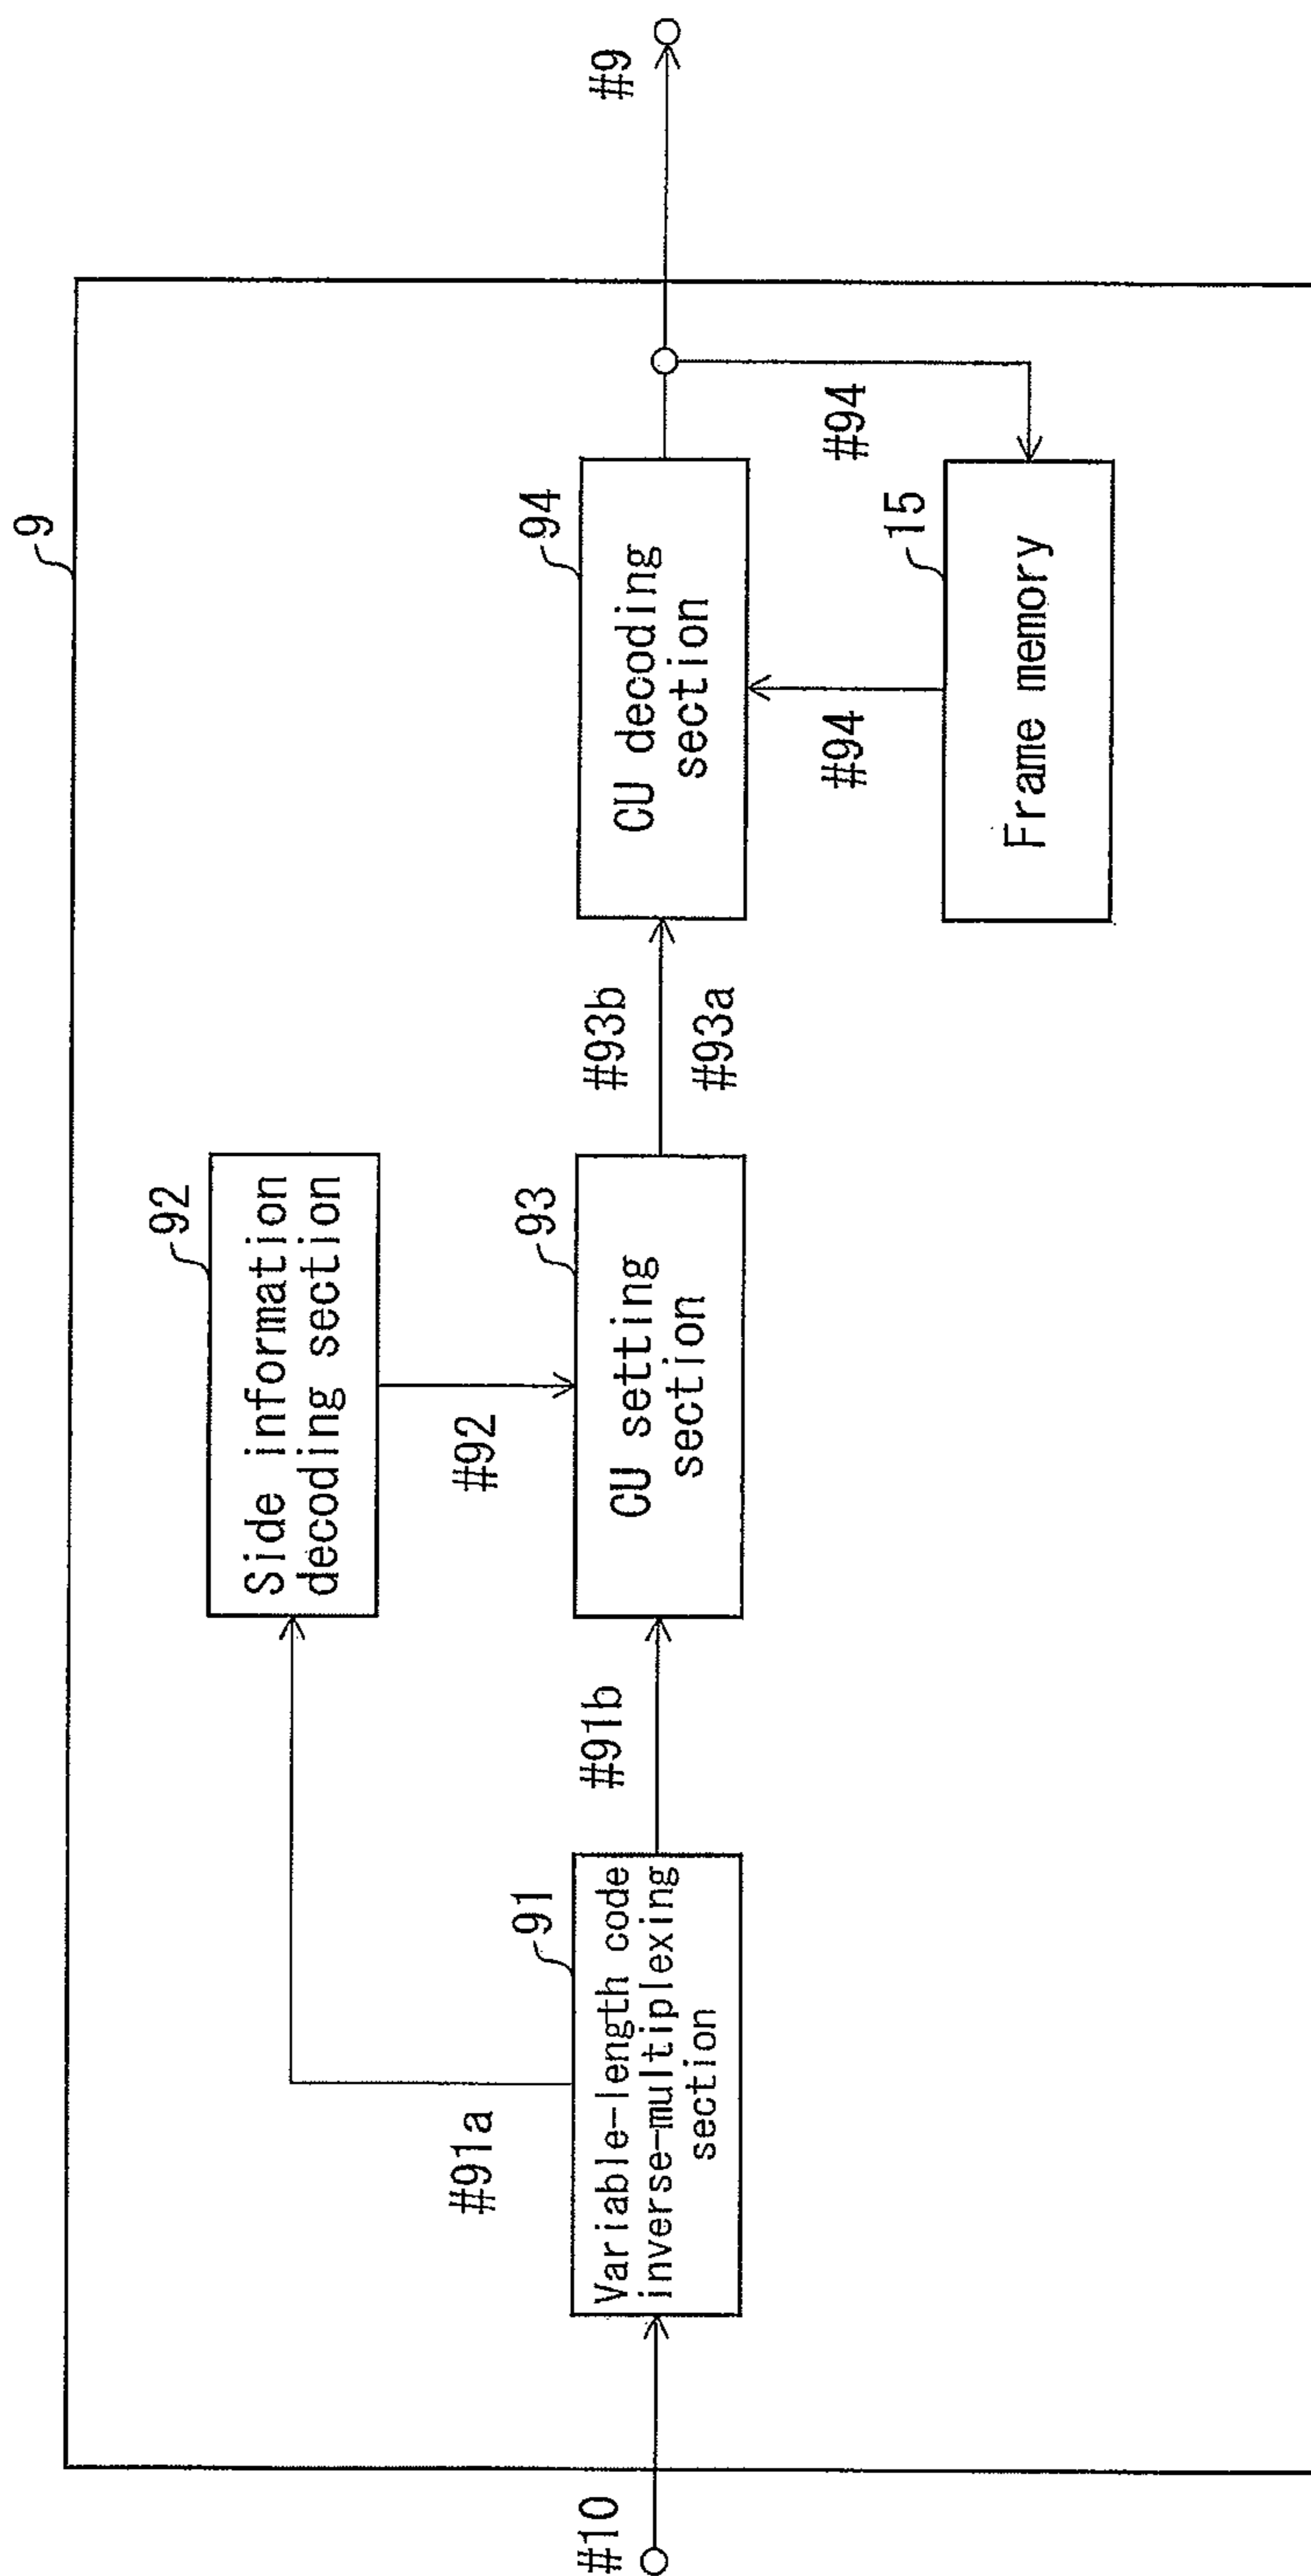 9
#10
#91a
91
Variable-length code
inverse-multiplexing
section
#91b
92
Side information
decoding section
#92
93
CU setting
section
#93b
#93a
94
CU decoding
section
#94
#94
15
Frame memory
#9